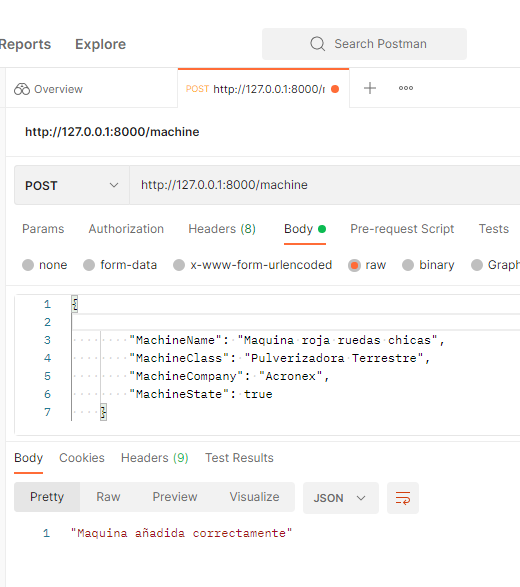 Reports Explore Search Postman
Overview POST http://127.0.0.1:8000/
http://127.0.0.1:8000/machine
POST http://127.0.0.1:8000/machine
Params Authorization Headers (8) Body Pre-request Script Tests
none form-data x-www-form-urlencoded raw binary Graph
1 {
2
3 "MachineName": "Maquina roja ruedas chicas",
4 "MachineClass": "Pulverizadora Terrestre",
5 "MachineCompany": "Acronex",
6 "MachineState": true
7 }
Body Cookies Headers (9) Test Results
Pretty Raw Preview Visualize JSON
1 "Maquina añadida correctamente"